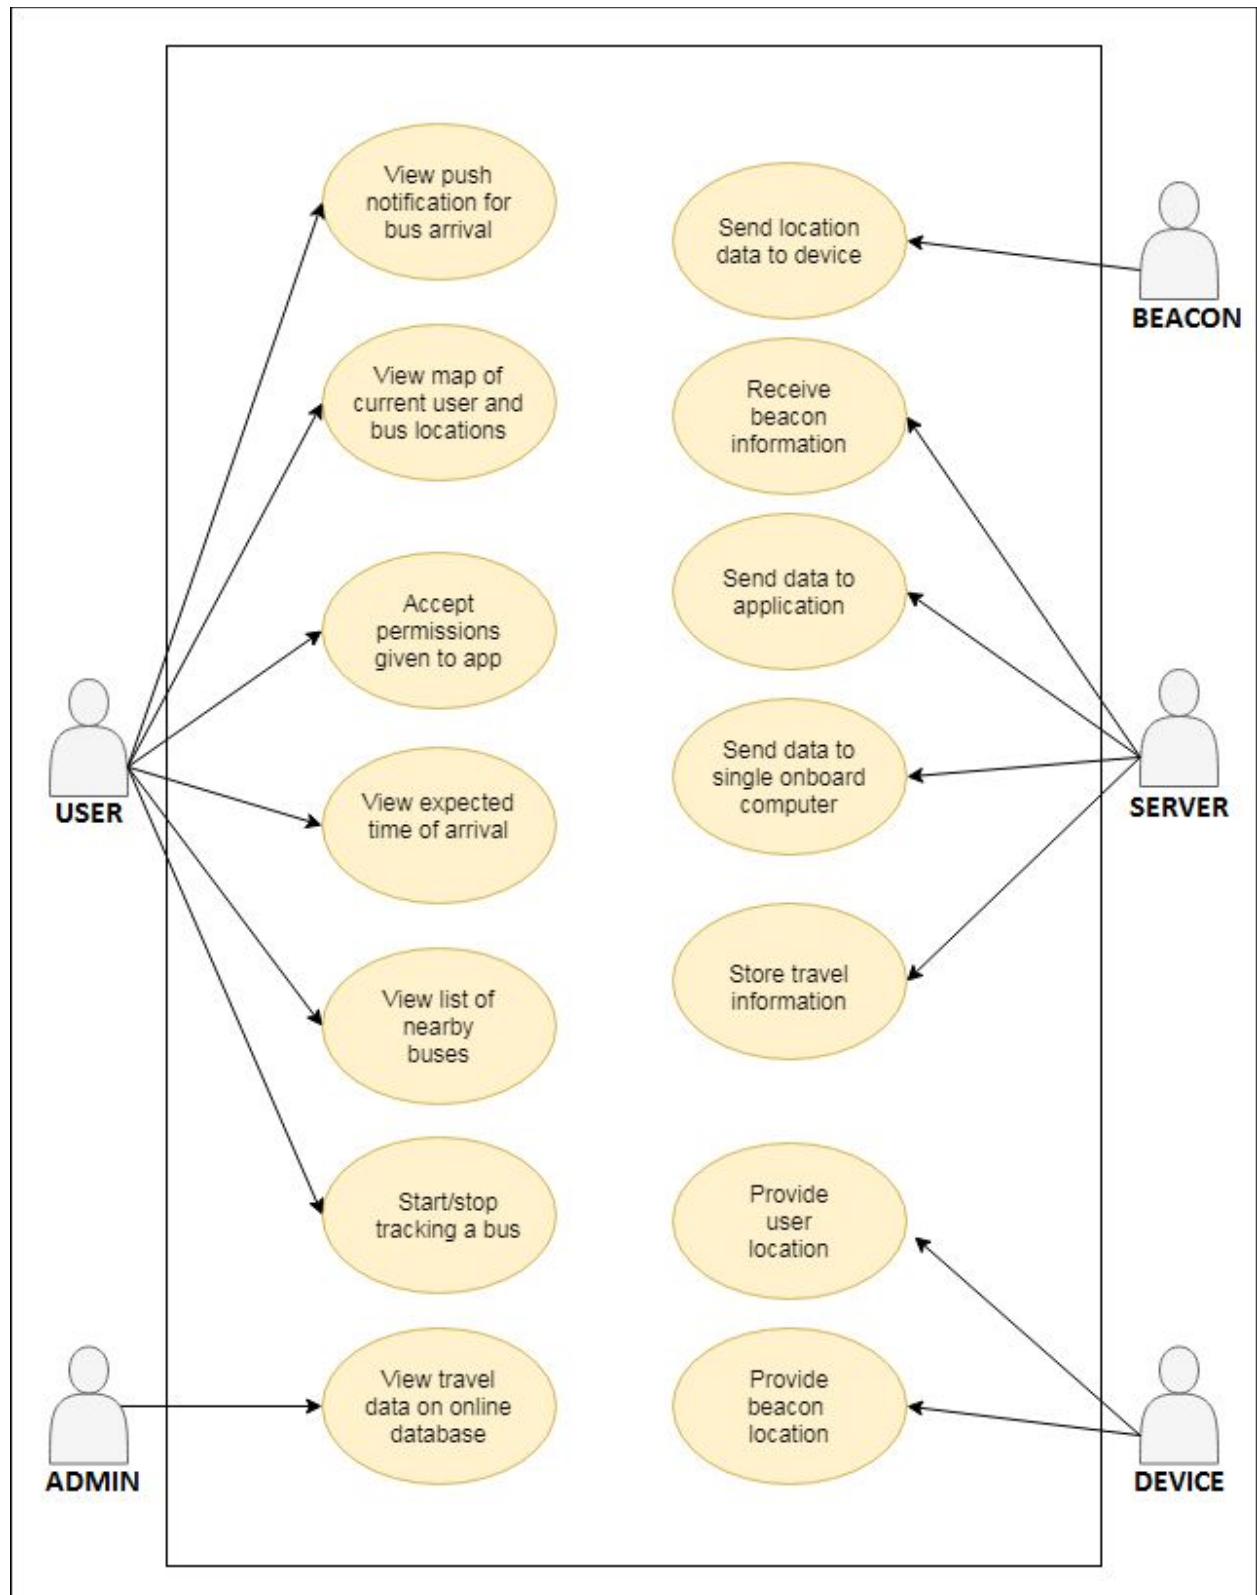 View push
notification for
bus arrival
View map of
current user and
bus locations
Accept
permissions
given to app
View expected
time of arrival
View list of
nearby
buses
Start/stop
tracking a bus
View travel
data on online
database
Send location
data to device
Receive
beacon
information
Send data to
application
Send data to
single onboard
computer
Store travel
information
Provide
user
location
Provide
beacon
location
USER
ADMIN
BEACON
SERVER
DEVICE